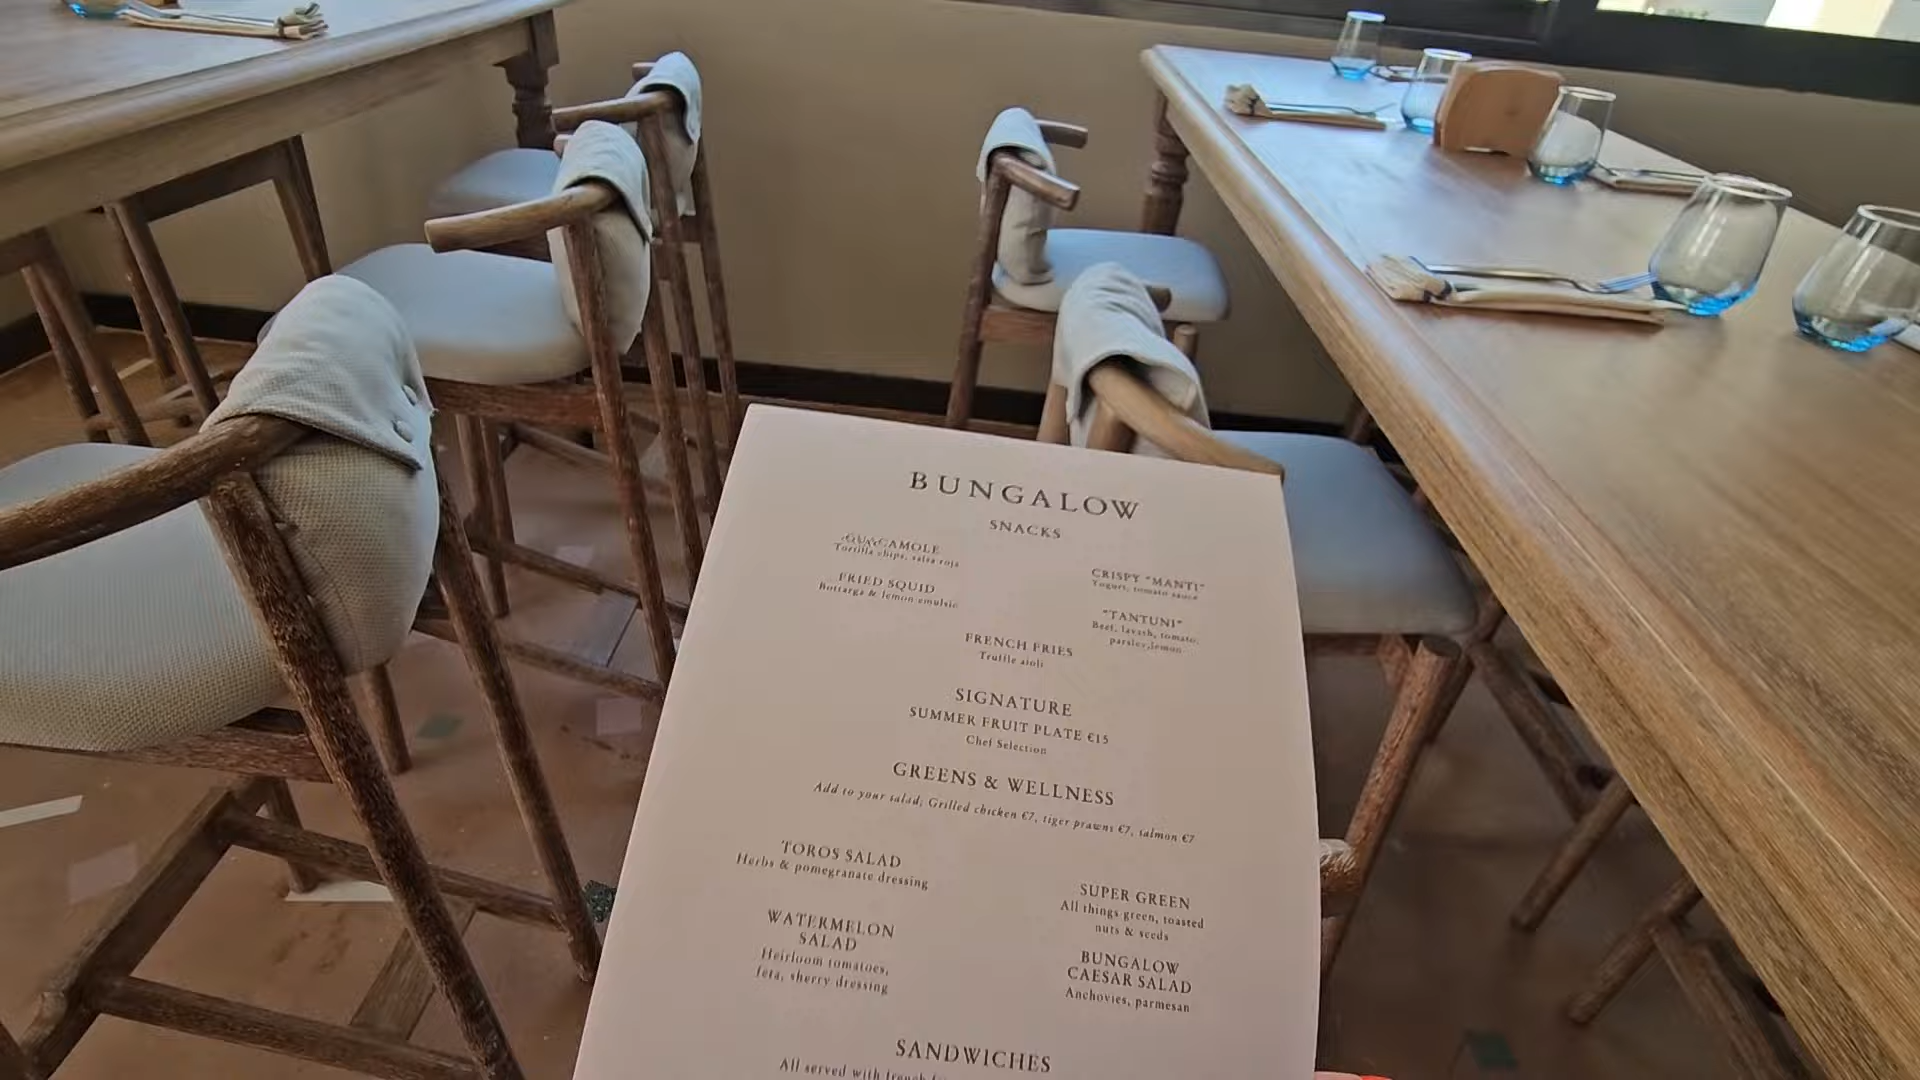 BUNGALOW
SNACKS
GUACAMOLE
Tortilla chips, salsa roja
FRIED SQUID
Bottarga & lemon emulsio
CRISPY "MANTI"
Yogurt, tomato sauce
"TANTUNI"
Beef, lavash, tomato,
parsley,lemon
FRENCH FRIES
Truffle aioli
SIGNATURE
SUMMER FRUIT PLATE €15
Chef Selection
GREENS & WELLNESS
Add to your salad; Grilled chicken €7, tiger prawns €7, salmon €7
TOROS SALAD
Herbs & pomegranate dressing
WATERMELON
SALAD
Heirloom tomatoes,
feta, sherry dressing
SUPER GREEN
All things green, toasted
nuts & seeds
BUNGALOW
CAESAR SALAD
Anchovies, parmesan
SANDWICHES
All served with french